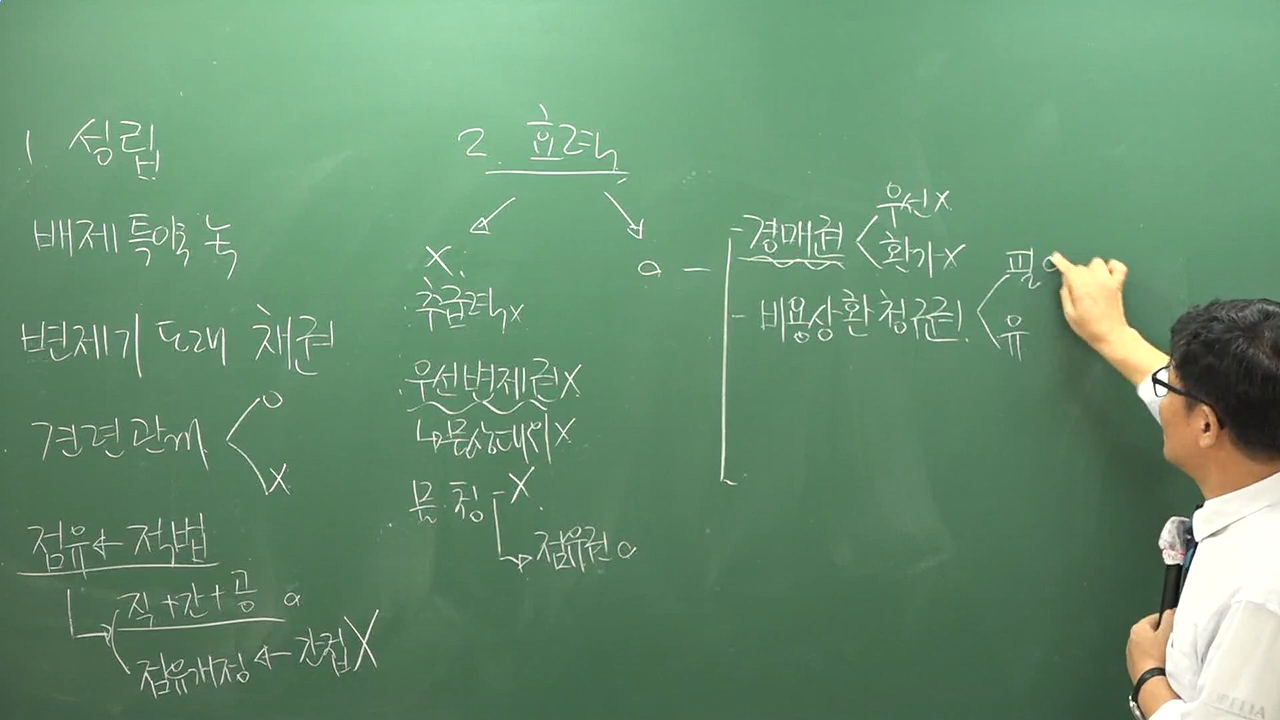 1 성립
배제특약 녹
변제기 도래 채권
견련관계 < O X
점유 ← 적법
직+간+공 o
점유개정 ← 간접 X
2. 효력
X.
추급력 x
우선변제권 X
↳ 물상대위 X
물.청 - X
→ 점유권 o
o -
- 경매권 < 우선 X
환가 X
- 비용상환청구권 < 필 o
유